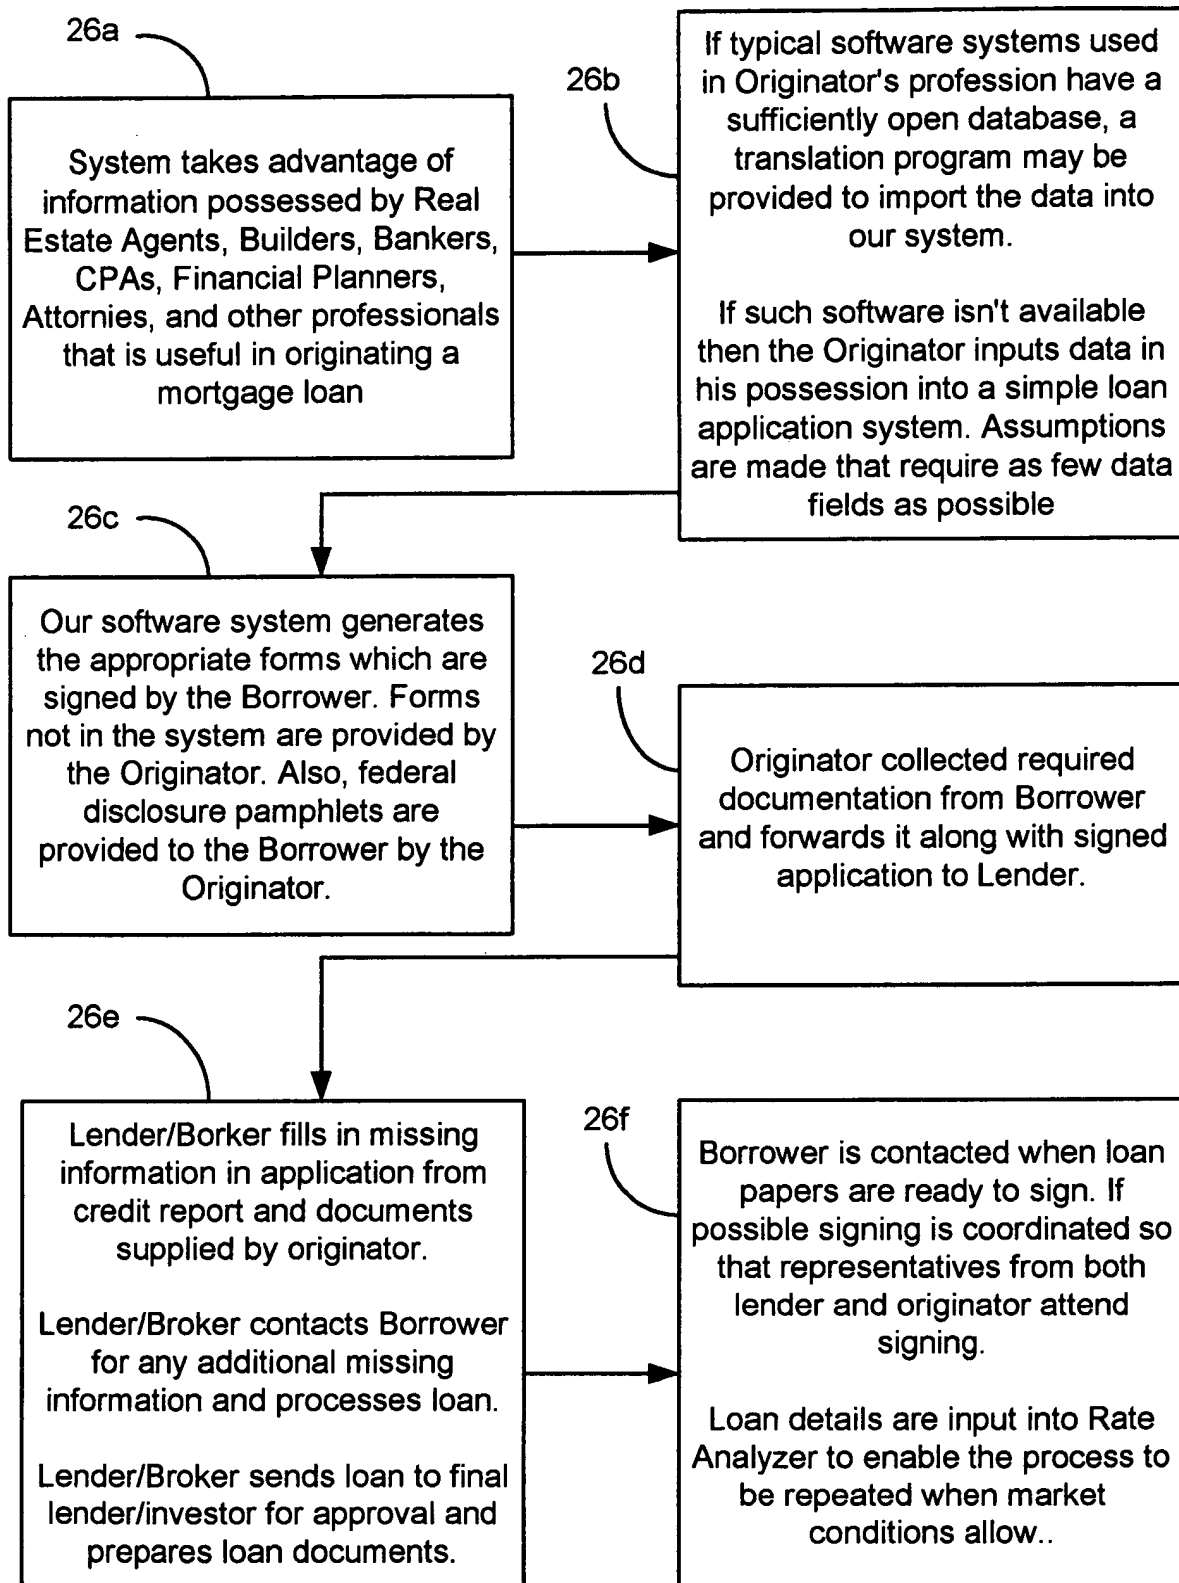 26a
System takes advantage of
information possessed by Real
Estate Agents, Builders, Bankers,
CPAs, Financial Planners,
Attornies, and other professionals
that is useful in originating a
mortgage loan
26b
If typical software systems used
in Originator's profession have a
sufficiently open database, a
translation program may be
provided to import the data into
our system.
If such software isn't available
then the Originator inputs data in
his possession into a simple loan
application system. Assumptions
are made that require as few data
fields as possible
26c
Our software system generates
the appropriate forms which are
signed by the Borrower. Forms
not in the system are provided by
the Originator. Also, federal
disclosure pamphlets are
provided to the Borrower by the
Originator.
26d
Originator collected required
documentation from Borrower
and forwards it along with signed
application to Lender.
26e
Lender/Borker fills in missing
information in application from
credit report and documents
supplied by originator.
Lender/Broker contacts Borrower
for any additional missing
information and processes loan.
Lender/Broker sends loan to final
lender/investor for approval and
prepares loan documents.
26f
Borrower is contacted when loan
papers are ready to sign. If
possible signing is coordinated so
that representatives from both
lender and originator attend
signing.
Loan details are input into Rate
Analyzer to enable the process to
be repeated when market
conditions allow..